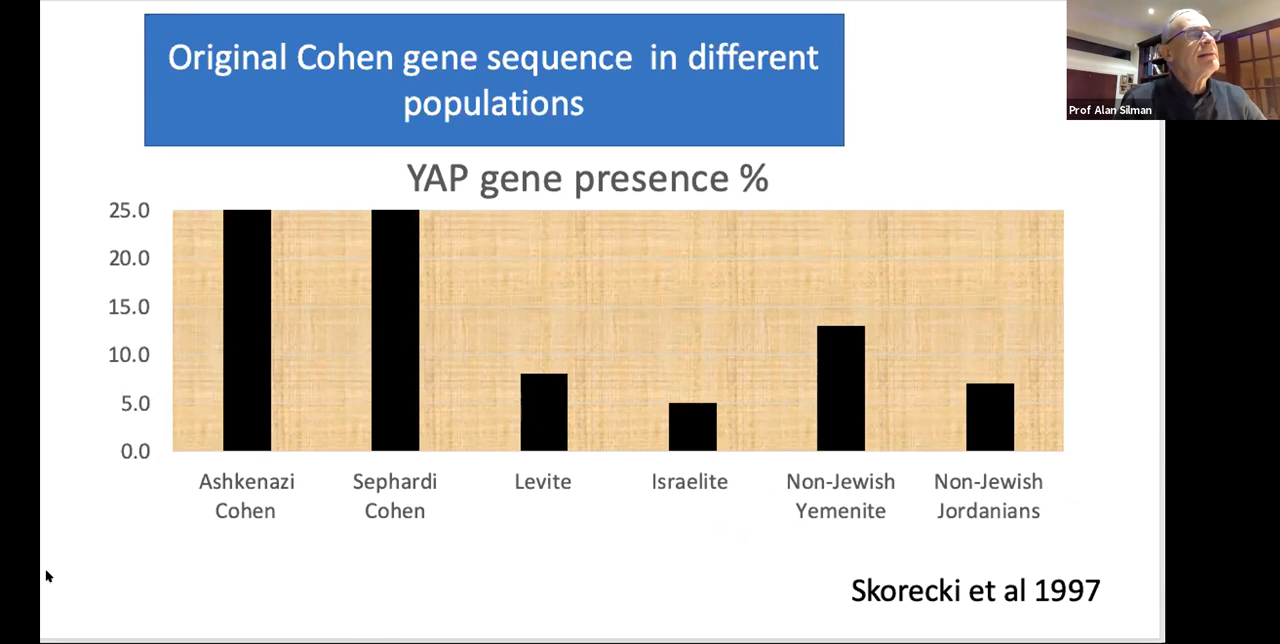 Original Cohen gene sequence in different
populations
Prof Alan Silman
YAP gene presence %
25.0
20.0
15.0
10.0
5.0
0.0
Ashkenazi
Cohen
Sephardi
Cohen
Levite
Israelite
Non-Jewish
Yemenite
Non-Jewish
Jordanians
Skorecki et al 1997